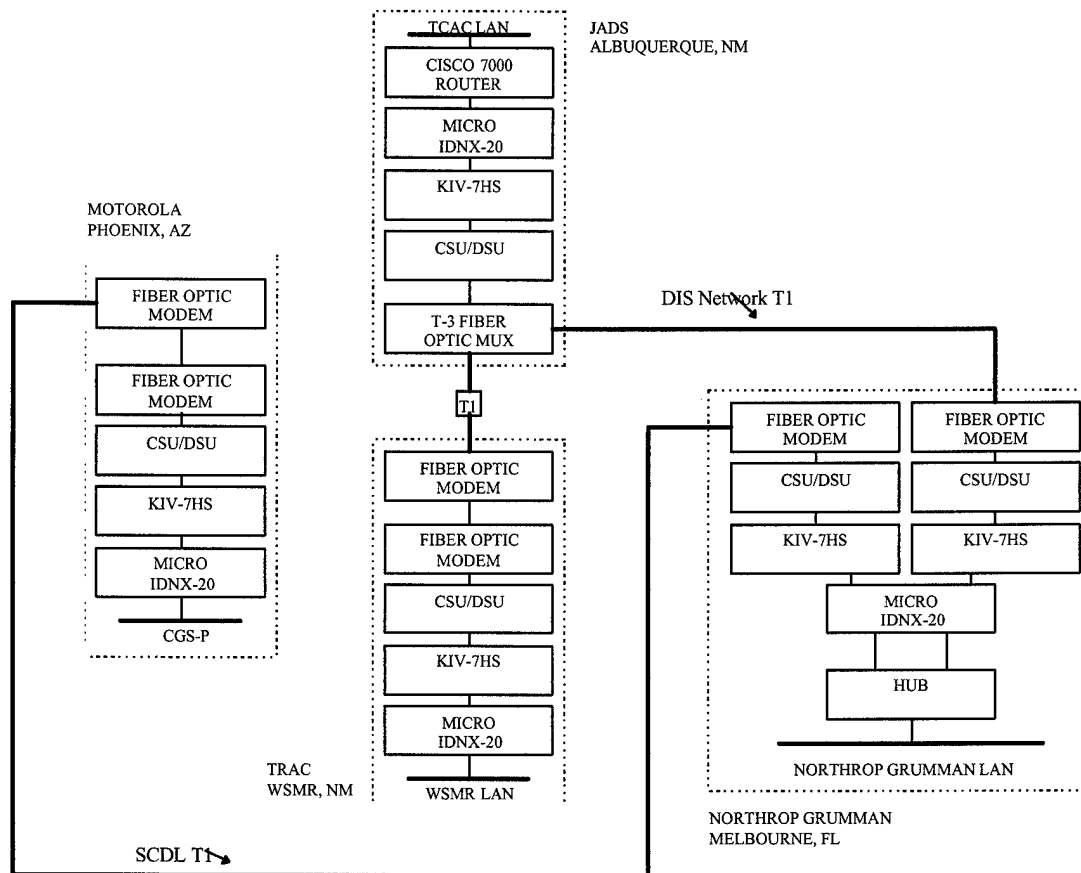 TCAC LAN
JADS
ALBUQUERQUE, NM
CISCO 7000
ROUTER
MICRO
IDNX-20
KIV-7HS
CSU/DSU
T-3 FIBER
OPTIC MUX
DIS Network T1
T1
MOTOROLA
PHOENIX, AZ
FIBER OPTIC
MODEM
FIBER OPTIC
MODEM
CSU/DSU
KIV-7HS
MICRO
IDNX-20
CGS-P
FIBER OPTIC
MODEM
FIBER OPTIC
MODEM
CSU/DSU
KIV-7HS
MICRO
IDNX-20
WSMR LAN
TRAC
WSMR, NM
FIBER OPTIC
MODEM
CSU/DSU
KIV-7HS
FIBER OPTIC
MODEM
CSU/DSU
KIV-7HS
MICRO
IDNX-20
HUB
NORTHROP GRUMMAN LAN
NORTHROP GRUMMAN
MELBOURNE, FL
SCDL T1